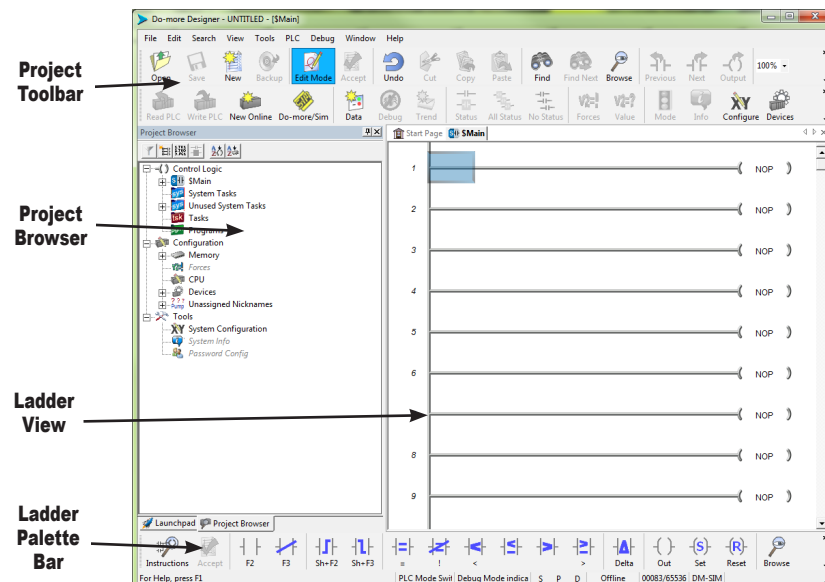 Do-more Designer - UNTITLED - [$Main]
File Edit Search View Tools PLC Debug Window Help
Project
Toolbar
Open Save New Backup Edit Mode Accept Undo Cut Copy Paste Find Find Next Browse Previous Next Output 100%
Read PLC Write PLC New Online Do-more/Sim Data Debug Trend Status All Status No Status Forces Value Mode Info Configure Devices
Project Browser
Start Page $Main
Control Logic
$Main
System Tasks
Unused System Tasks
Tasks
Programs
Configuration
Memory
Forces
CPU
Devices
Unassigned Nicknames
Tools
System Configuration
System Info
Password Config
Project
Browser
1 NOP
2 NOP
3 NOP
4 NOP
5 NOP
6 NOP
NOP
8 NOP
9 NOP
Ladder
View
Launchpad Project Browser
Ladder
Palette
Bar
Instructions Accept F2 F3 Sh+F2 Sh+F3 = ! < > Delta Out Set Reset Browse
For Help, press F1
PLC Mode Swit Debug Mode indica S P D Offline 00083/65536 DM-SIM